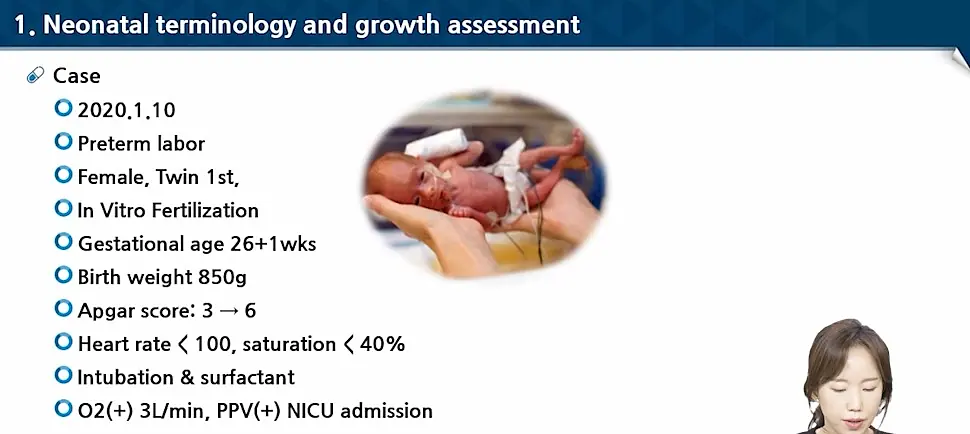 1. Neonatal terminology and growth assessment
Case
2020.1.10
Preterm labor
Female, Twin 1st,
In Vitro Fertilization
Gestational age 26+1wks
Birth weight 850g
Apgar score: 3 → 6
Heart rate < 100, saturation < 40%
Intubation & surfactant
O2(+) 3L/min, PPV(+) NICU admission